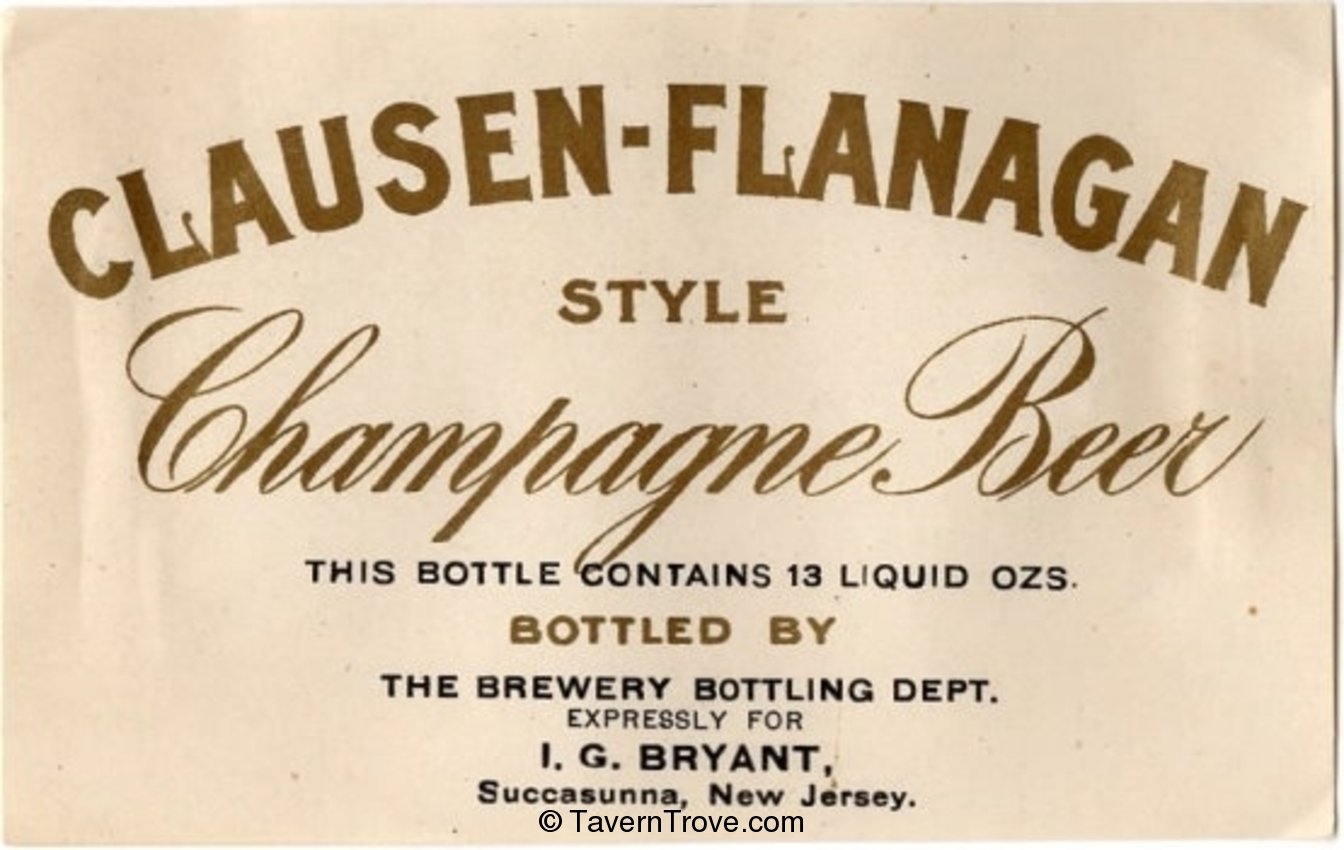 CLAUSEN-FLANAGAN
STYLE
Champagne Beer
THIS BOTTLE CONTAINS 13 LIQUID OZS.
BOTTLED BY
THE BREWERY BOTTLING DEPT.
EXPRESSLY FOR
I. G. BRYANT,
Succasunna, New Jersey.
© TavernTrove.com